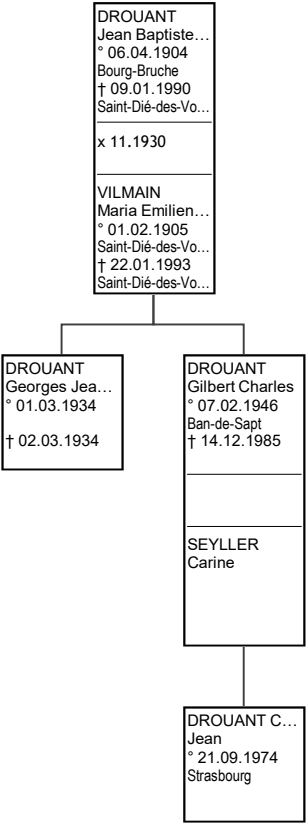 DROUANT
Jean Baptiste…
° 06.04.1904
Bourg-Bruche
† 09.01.1990
Saint-Dié-des-Vo…
x 11.1930
VILMAIN
Maria Emilien…
° 01.02.1905
Saint-Dié-des-Vo…
† 22.01.1993
Saint-Dié-des-Vo…
DROUANT
Georges Jea…
° 01.03.1934
† 02.03.1934
DROUANT
Gilbert Charles
° 07.02.1946
Ban-de-Sapt
† 14.12.1985
SEYLLER
Carine
DROUANT C…
Jean
° 21.09.1974
Strasbourg